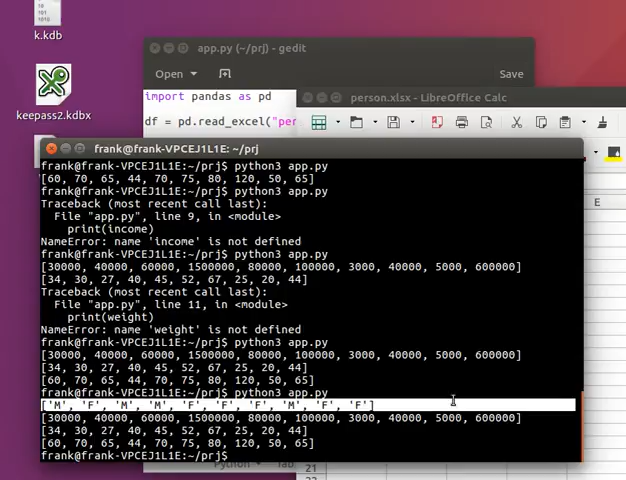 k.kdb
keepass2.kdbx
app.py (~/prj) - gedit
Open
Save
import pandas as pd
df = pd.read_excel("per
person.xlsx - LibreOffice Calc
E
frank@frank-VPCEJ1L1E: ~/prj
frank@frank-VPCEJ1L1E:~/prj$ python3 app.py
[60, 70, 65, 44, 70, 75, 80, 120, 50, 65]
Traceback (most recent call last):
File "app.py", line 9, in <module>
print(income)
NameError: name 'income' is not defined
frank@frank-VPCEJ1L1E:~/prj$ python3 app.py
[30000, 40000, 60000, 1500000, 80000, 100000, 3000, 40000, 5000, 600000]
[34, 30, 27, 40, 45, 52, 67, 25, 20, 44]
Traceback (most recent call last):
File "app.py", line 11, in <module>
print(weight)
NameError: name 'weight' is not defined
frank@frank-VPCEJ1L1E:~/prj$ python3 app.py
[30000, 40000, 60000, 1500000, 80000, 100000, 3000, 40000, 5000, 600000]
[34, 30, 27, 40, 45, 52, 67, 25, 20, 44]
[60, 70, 65, 44, 70, 75, 80, 120, 50, 65]
frank@frank-VPCEJ1L1E:~/prj$ python3 app.py
['M', 'F', 'M', 'M', 'F', 'F', 'F', 'M', 'F', 'F']
[30000, 40000, 60000, 1500000, 80000, 100000, 3000, 40000, 5000, 600000]
[34, 30, 27, 40, 45, 52, 67, 25, 20, 44]
[60, 70, 65, 44, 70, 75, 80, 120, 50, 65]
frank@frank-VPCEJ1L1E:~/prj$
Python
Tab
21